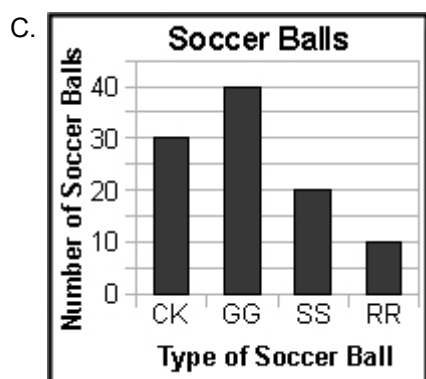 C.
Soccer Balls
Number of Soccer Balls
40
30
20
10
0
CK GG SS RR
Type of Soccer Ball